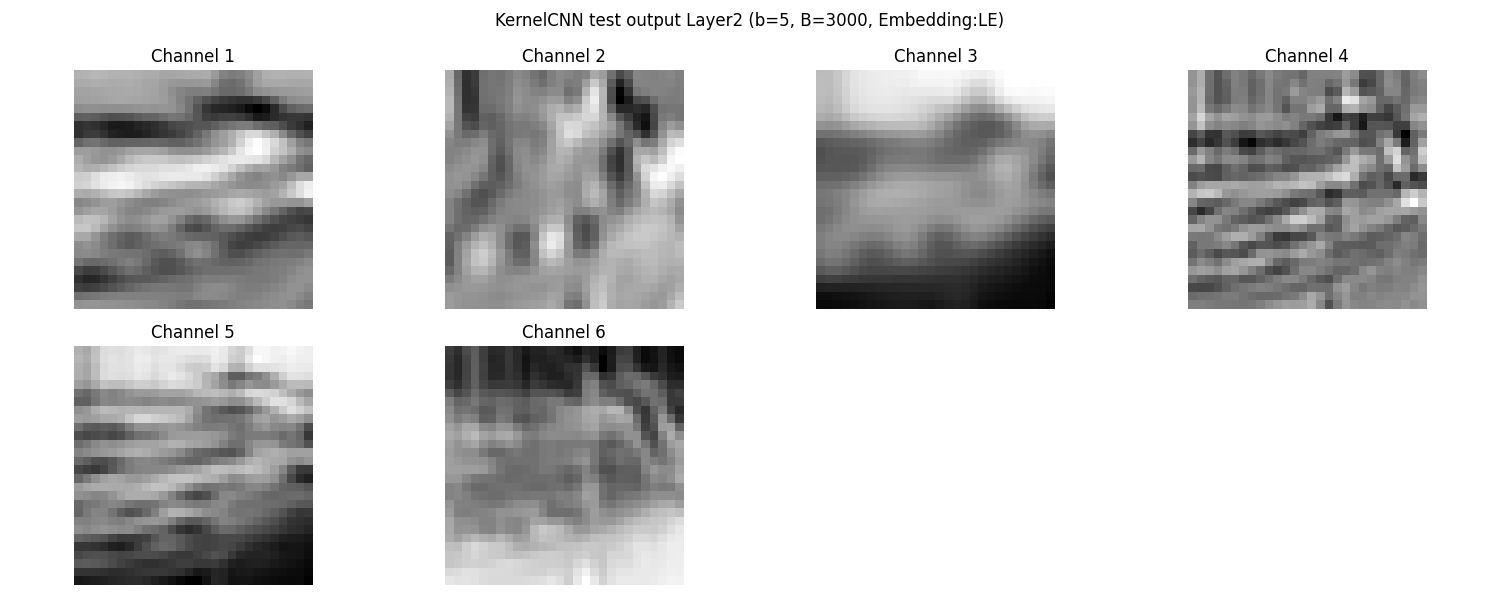 KernelCNN test output Layer2 (b=5, B=3000, Embedding:LE)
Channel 1
Channel 2
Channel 3
Channel 4
Channel 5
Channel 6